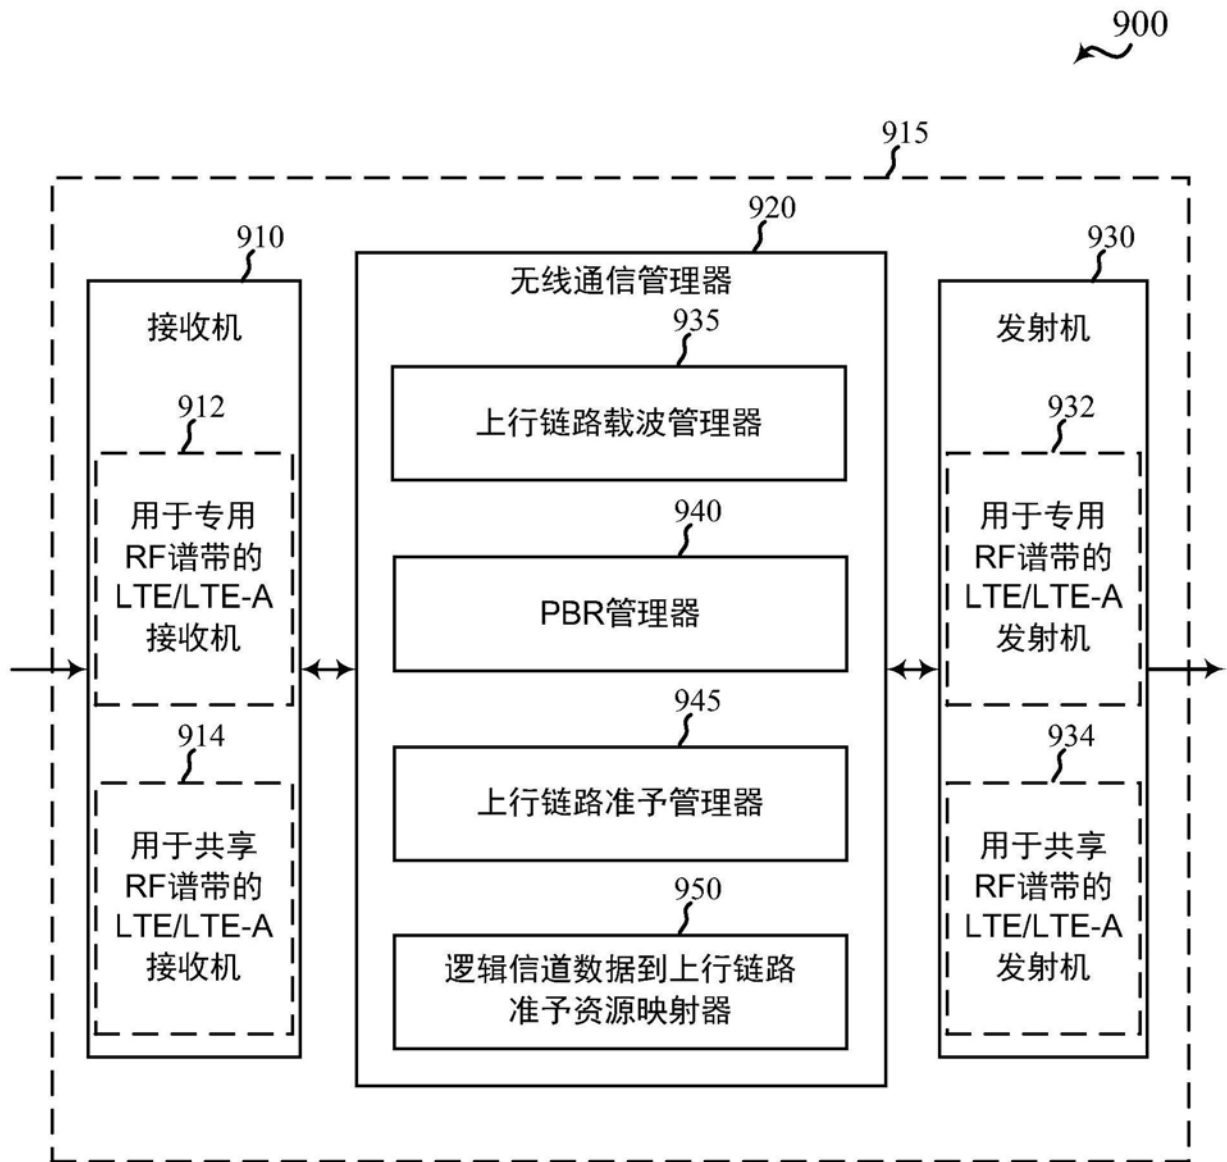 900
915
920
910
930
无线通信管理器
接收机
发射机
935
上行链路载波管理器
912
用于专用
RF谱带的
LTE/LTE-A
接收机
932
用于专用
RF谱带的
LTE/LTE-A
发射机
940
PBR管理器
945
上行链路准予管理器
914
用于共享
RF谱带的
LTE/LTE-A
接收机
934
用于共享
RF谱带的
LTE/LTE-A
发射机
950
逻辑信道数据到上行链路
准予资源映射器